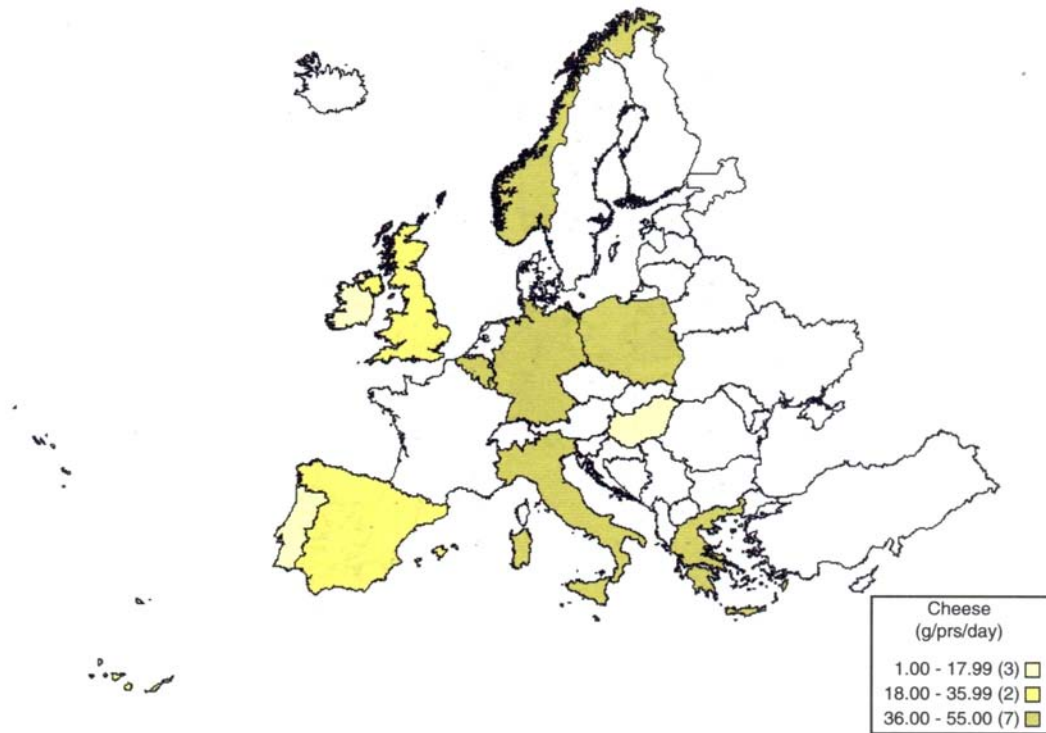 Cheese
(g/prs/day)
1.00 - 17.99 (3)
18.00 - 35.99 (2)
36.00 - 55.00 (7)